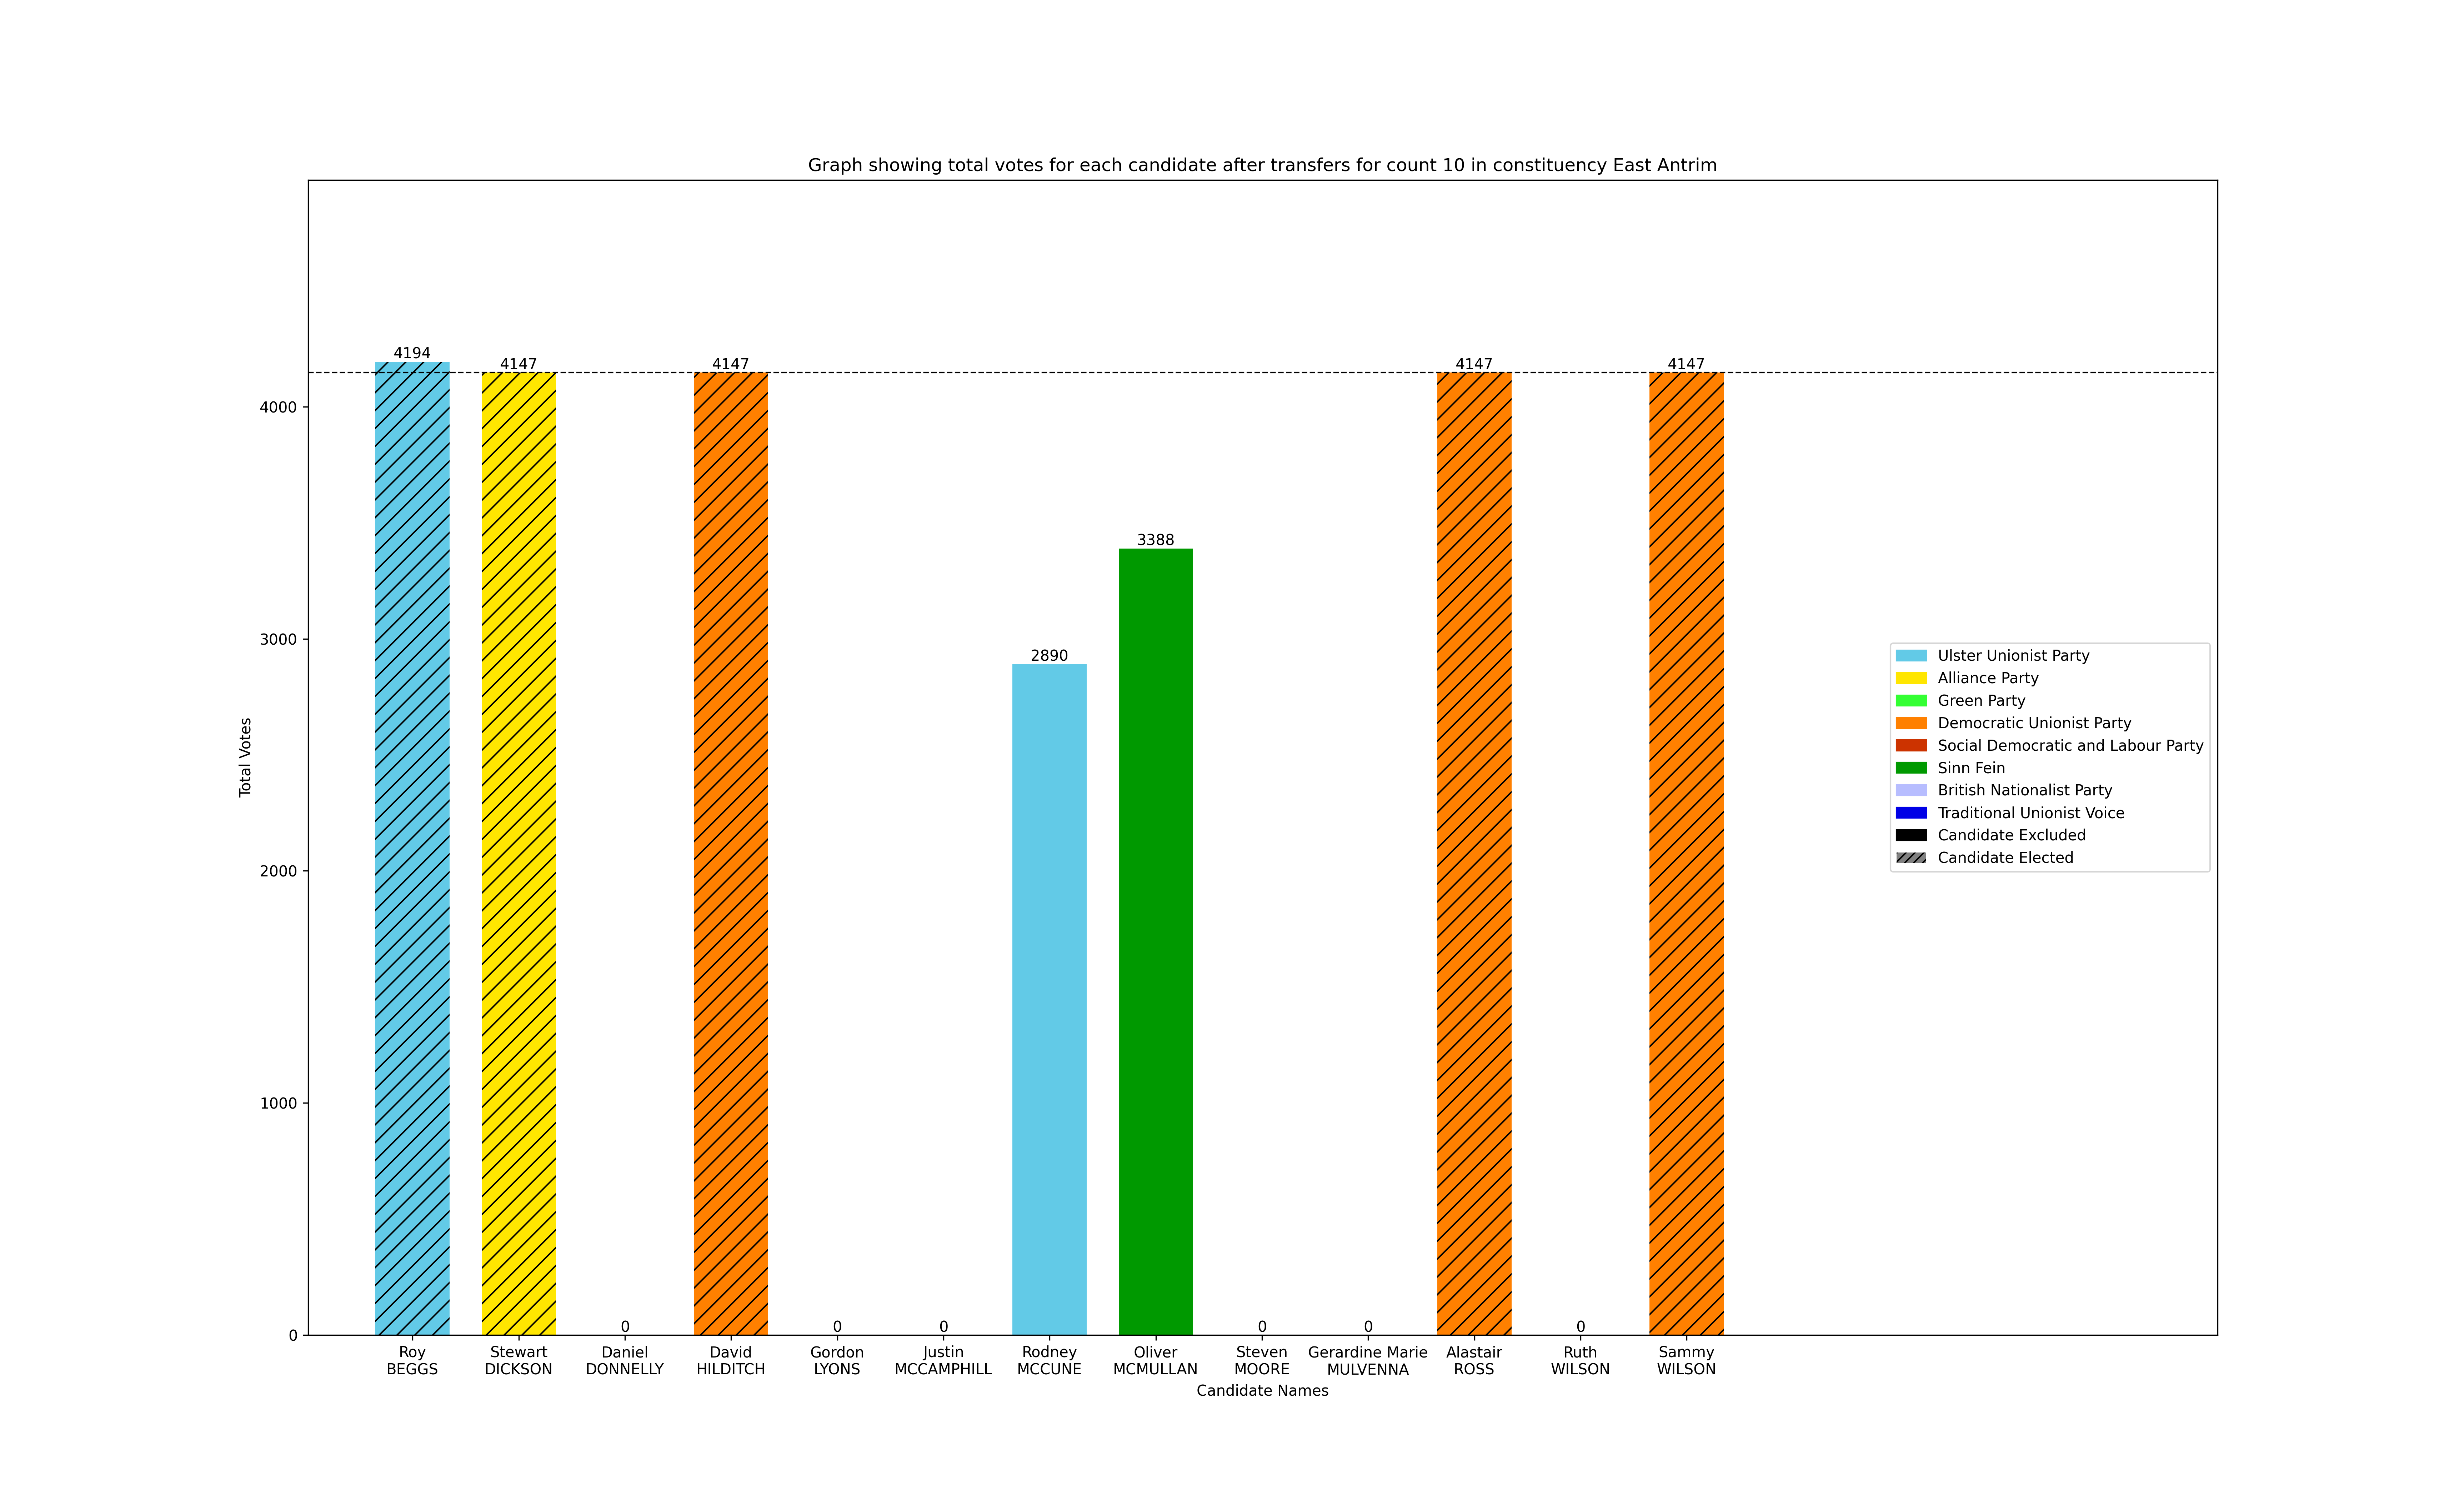 Graph showing total votes for each candidate after transfers for count 10 in constituency East Antrim
4194
4147
4147
4147
4147
4000
3388
3000
2890
Total Votes
Ulster Unionist Party
Alliance Party
Green Party
Democratic Unionist Party
Social Democratic and Labour Party
Sinn Fein
British Nationalist Party
Traditional Unionist Voice
Candidate Excluded
Candidate Elected
2000
1000
0
0
0
0
0
0
0
Roy
BEGGS
Stewart
DICKSON
Daniel
DONNELLY
David
HILDITCH
Gordon
LYONS
Justin
MCCAMPHILL
Rodney
MCCUNE
Oliver
MCMULLAN
Steven
MOORE
Gerardine Marie
MULVENNA
Alastair
ROSS
Ruth
WILSON
Sammy
WILSON
Candidate Names